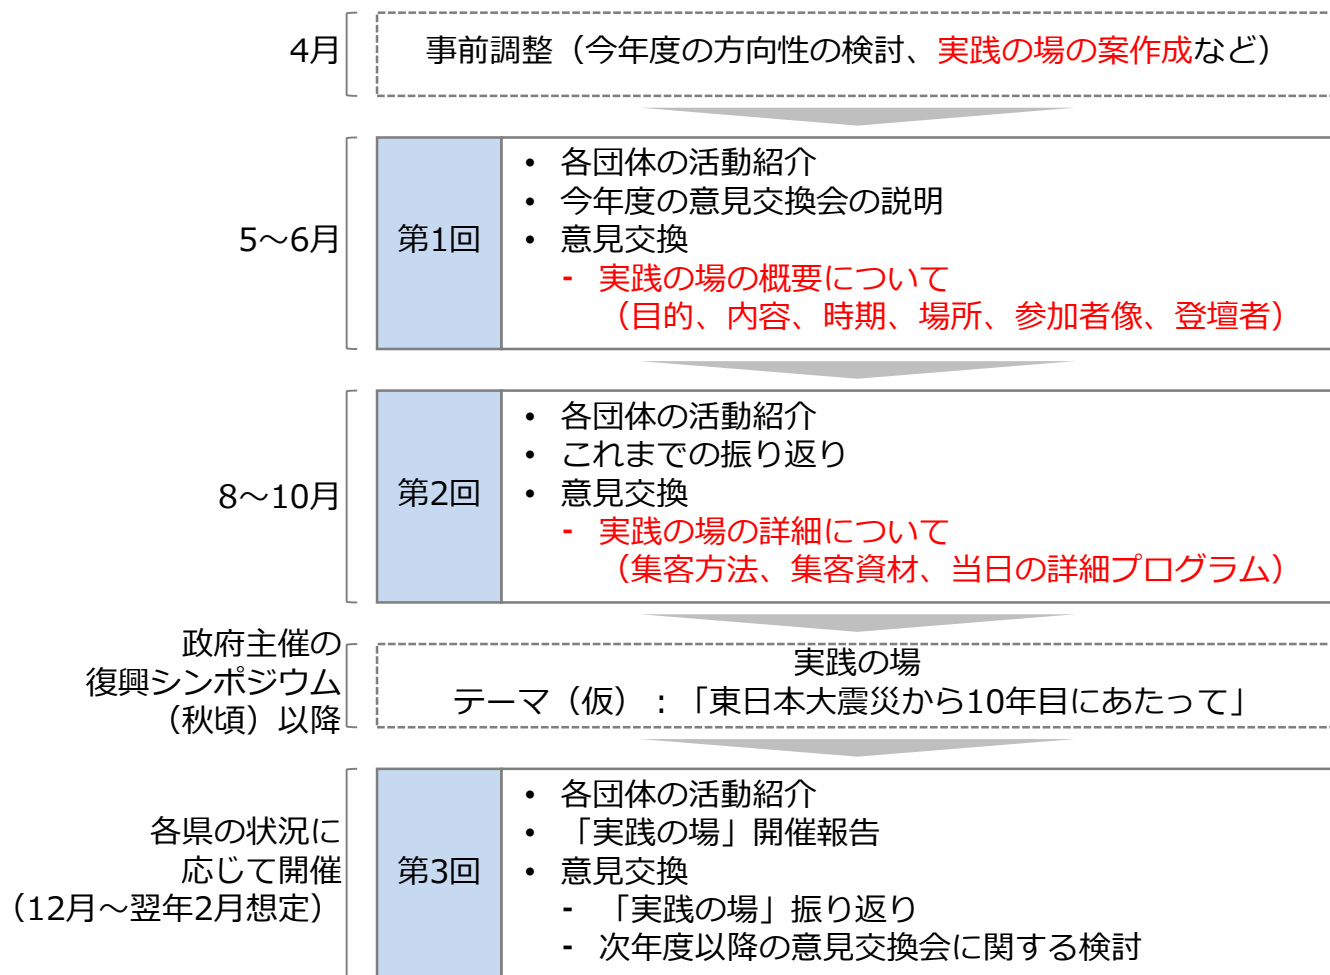 4月
事前調整（今年度の方向性の検討、実践の場の案作成など）
5～6月
第1回
• 各団体の活動紹介
• 今年度の意見交換会の説明
• 意見交換
- 実践の場の概要について
（目的、内容、時期、場所、参加者像、登壇者）
8～10月
第2回
• 各団体の活動紹介
• これまでの振り返り
• 意見交換
- 実践の場の詳細について
（集客方法、集客資材、当日の詳細プログラム）
政府主催の
復興シンポジウム
（秋頃）以降
実践の場
テーマ（仮）：「東日本大震災から10年目にあたって」
各県の状況に
応じて開催
（12月～翌年2月想定）
第3回
• 各団体の活動紹介
• 「実践の場」開催報告
• 意見交換
- 「実践の場」振り返り
- 次年度以降の意見交換会に関する検討